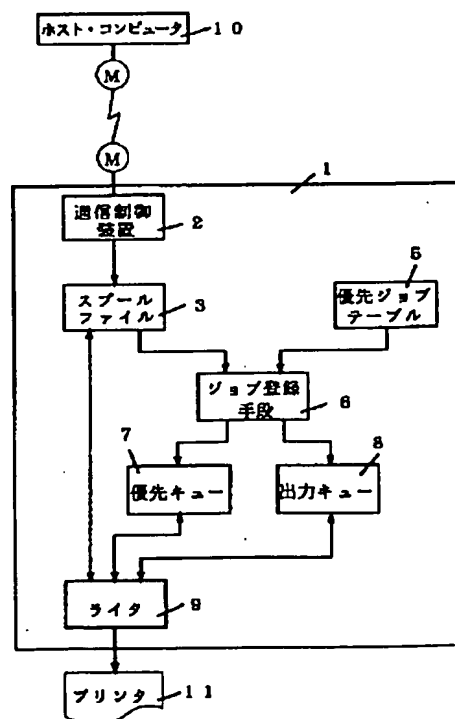 ホスト・コンピュータ
10
M
M
1
通信制御
装置
2
スプール
ファイル
3
5
優先ジョブ
テーブル
ジョブ登録
手段
6
7
優先キュー
8
出力キュー
ライタ
9
プリンタ
11